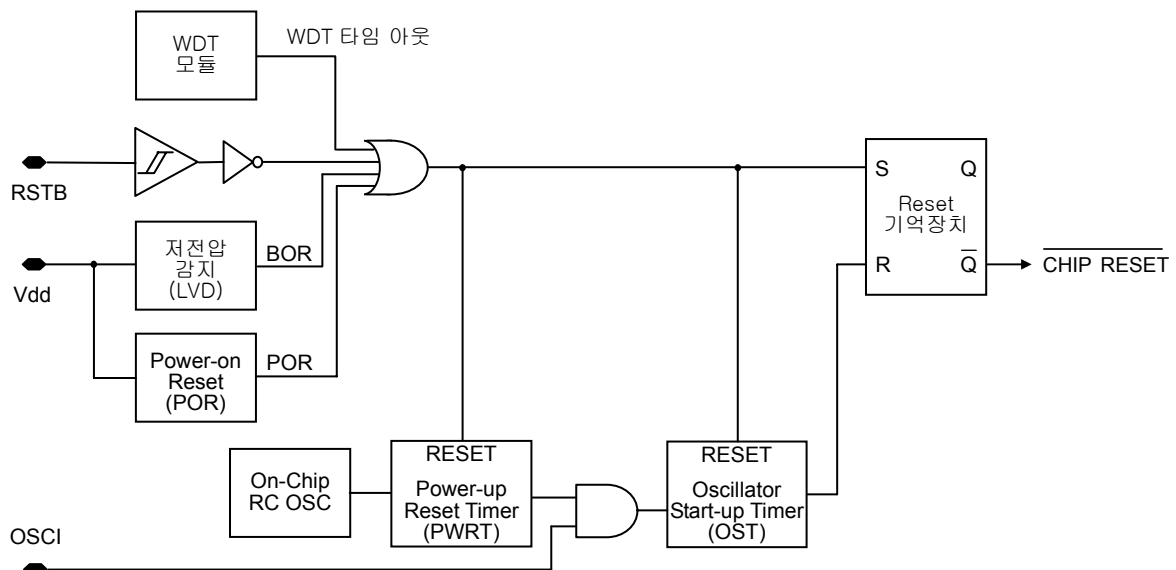 WDT
모듈
WDT 타임 아웃
RSTB
저전압
감지
(LVD)
BOR
Vdd
Power-on
Reset
(POR)
POR
S
Q
Reset
기억장치
R
Q
CHIP RESET
On-Chip
RC OSC
RESET
Power-up
Reset Timer
(PWRT)
RESET
Oscillator
Start-up Timer
(OST)
OSCI